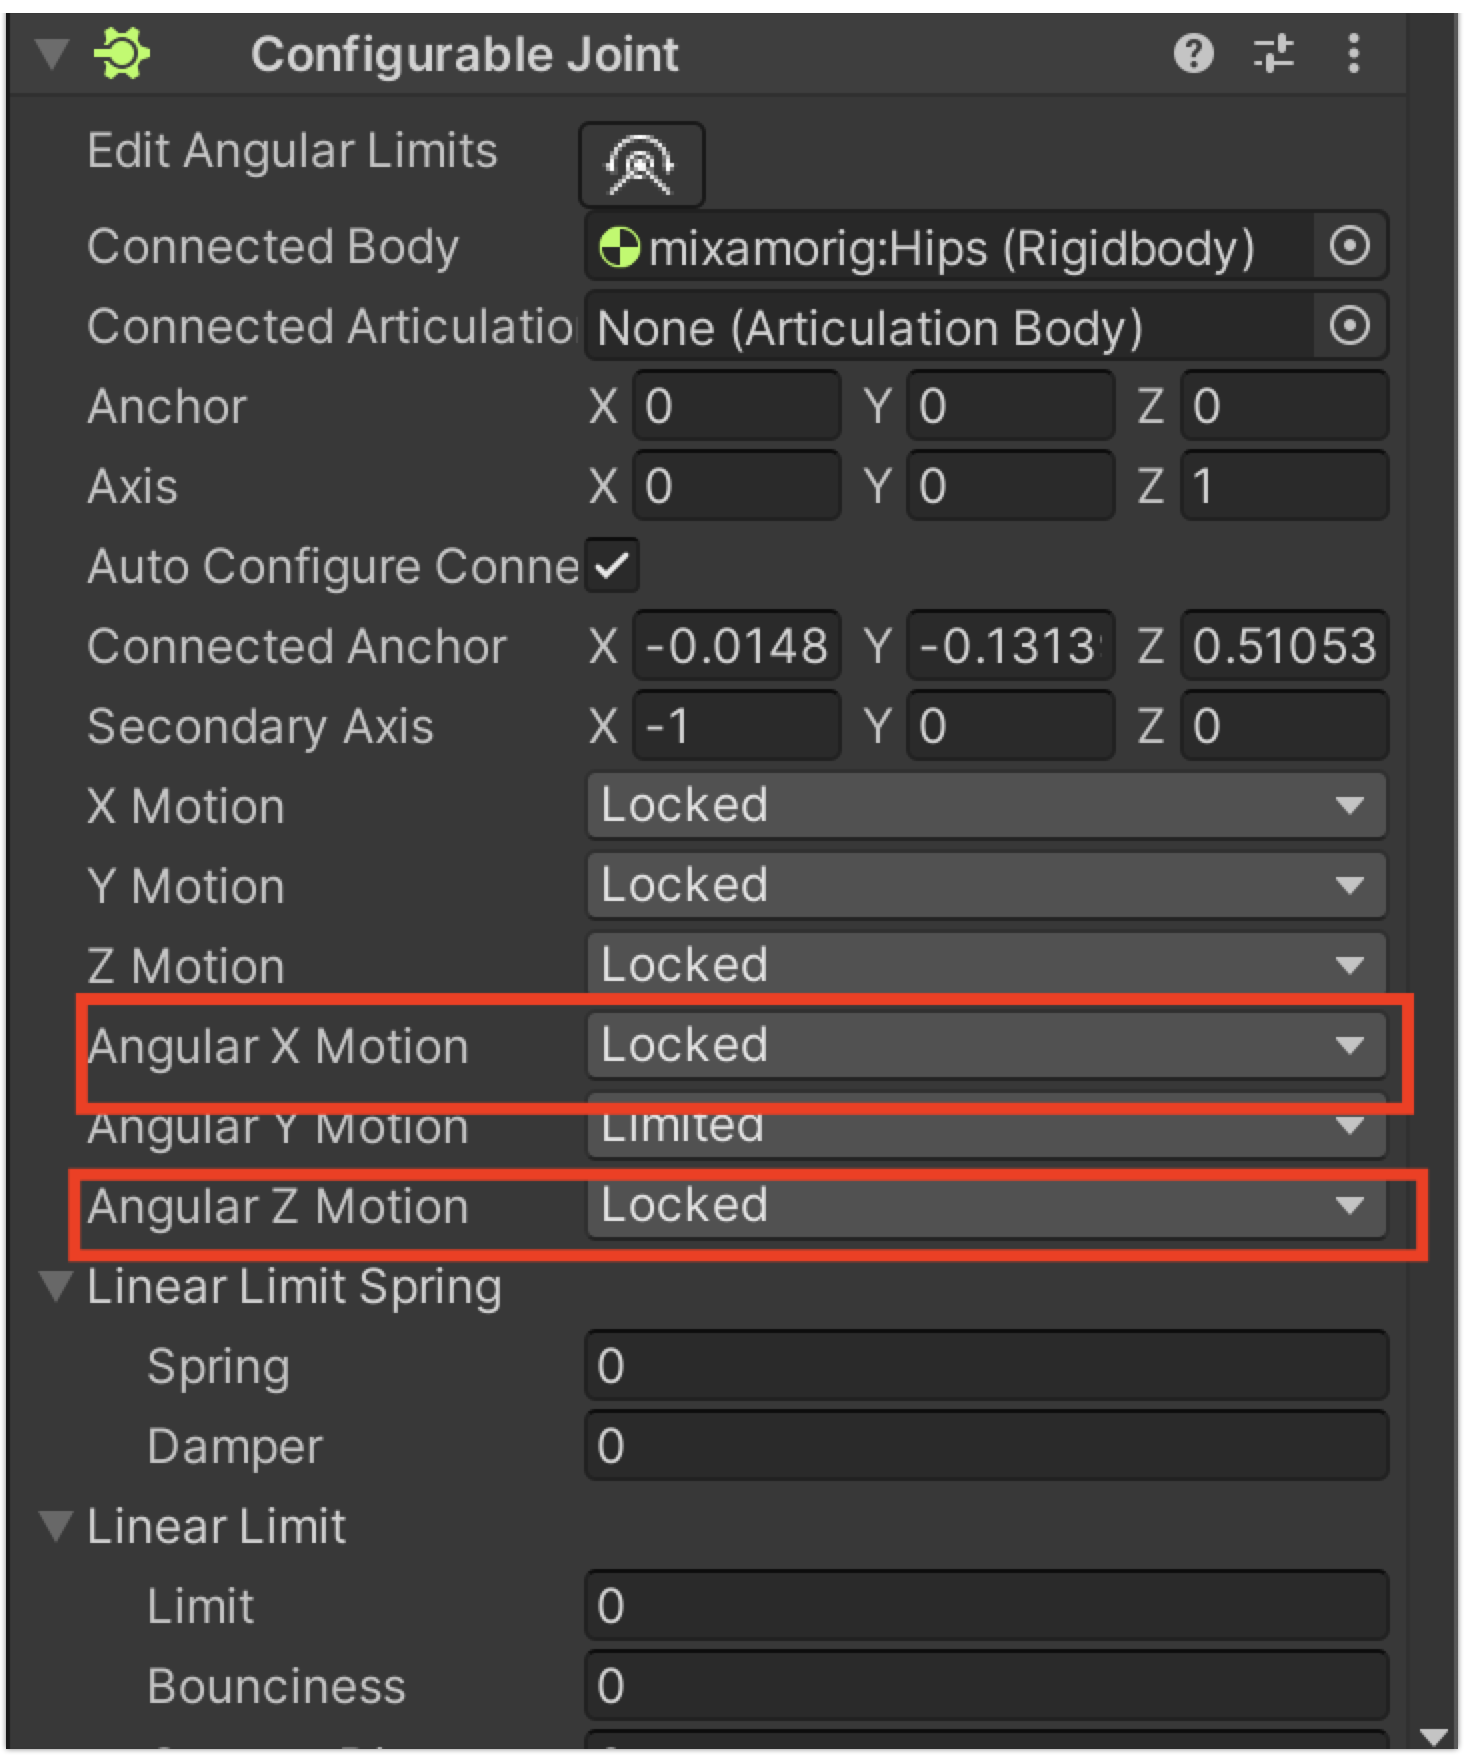 Configurable Joint
Edit Angular Limits
Connected Body mixamorig:Hips (Rigidbody)
Connected Articulatio None (Articulation Body)
Anchor X 0 Y 0 Z 0
Axis X 0 Y 0 Z 1
Auto Configure Conne
Connected Anchor X -0.0148 Y -0.1313 Z 0.51053
Secondary Axis X -1 Y 0 Z 0
X Motion Locked
Y Motion Locked
Z Motion Locked
Angular X Motion Locked
Angular Y Motion Limited
Angular Z Motion Locked
Linear Limit Spring
Spring 0
Damper 0
Linear Limit
Limit 0
Bounciness 0